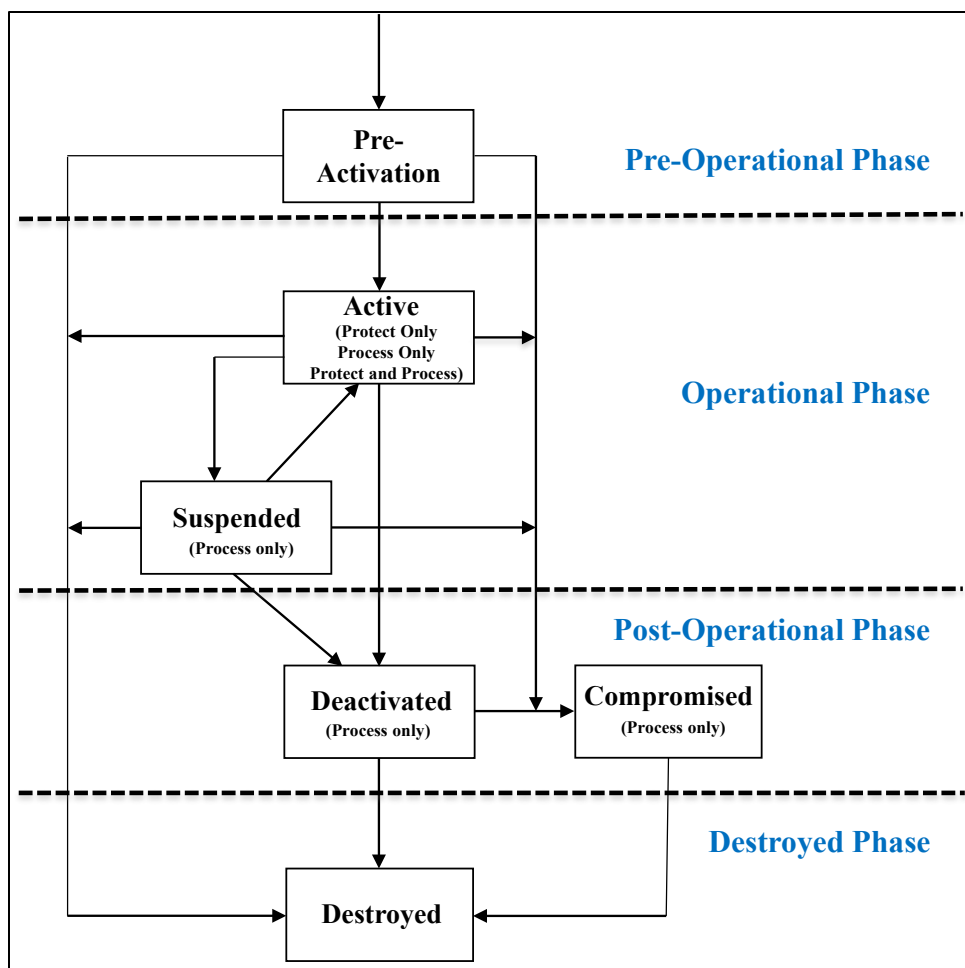 Pre-
Activation
Pre-Operational Phase
Active
(Protect Only
Process Only
Protect and Process)
Operational Phase
Suspended
(Process only)
Post-Operational Phase
Deactivated
(Process only)
Compromised
(Process only)
Destroyed Phase
Destroyed